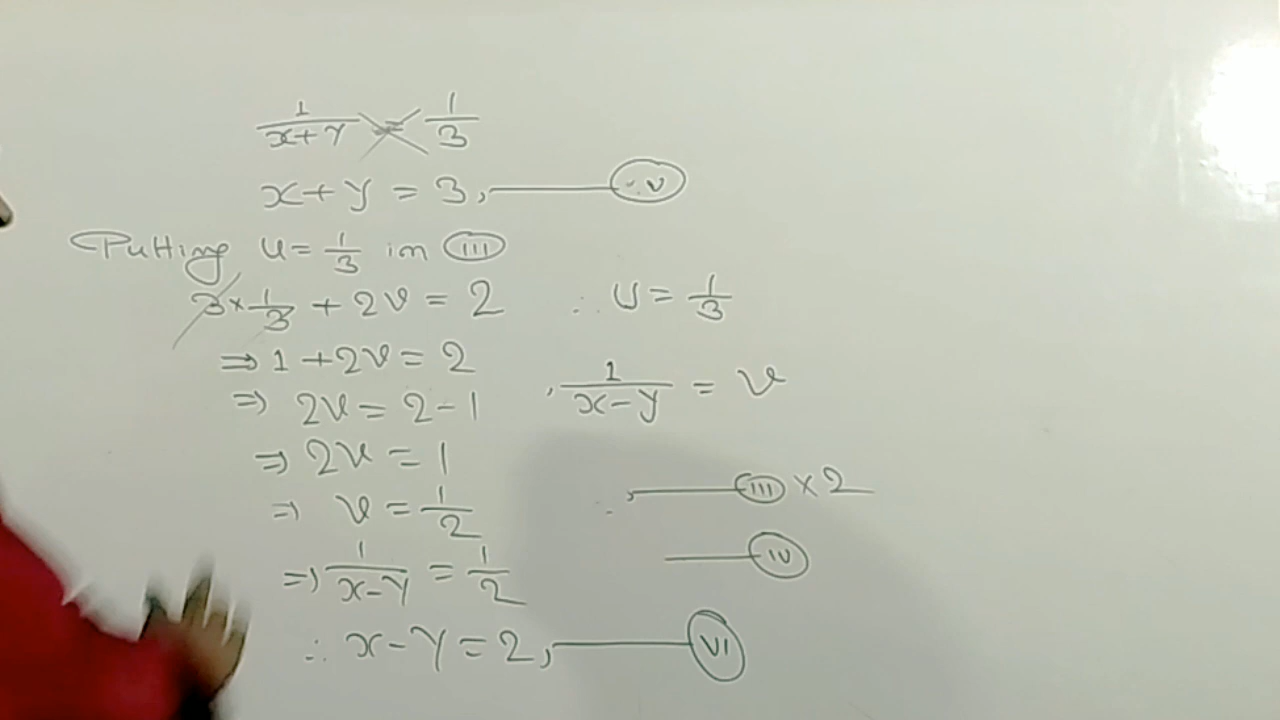 1/(x+y) = 1/3
x+y = 3, (v)
Putting u = 1/3 in (III)
3×1/3 + 2v = 2 ∴ u = 1/3
⇒ 1 + 2v = 2
1/(x-y) = v
⇒ 2v = 2-1
⇒ 2v = 1
(III) × 2
⇒ v = 1/2
(IV)
⇒ 1/(x-y) = 1/2
∴ x-y = 2, (VI)